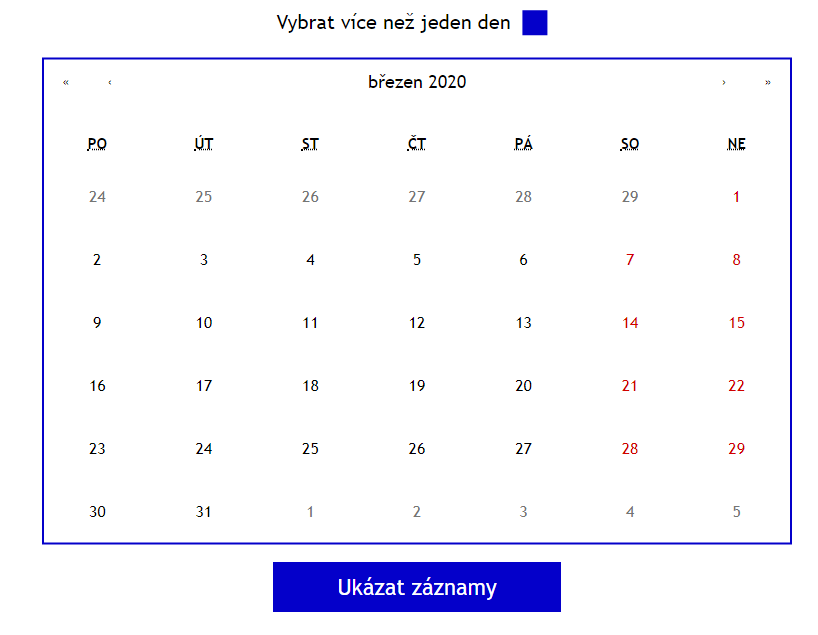 Vybrat více než jeden den
« ‹ březen 2020 › »
PO ÚT ST ČT PÁ SO NE
24 25 26 27 28 29 1
2 3 4 5 6 7 8
9 10 11 12 13 14 15
16 17 18 19 20 21 22
23 24 25 26 27 28 29
30 31 1 2 3 4 5
Ukázat záznamy